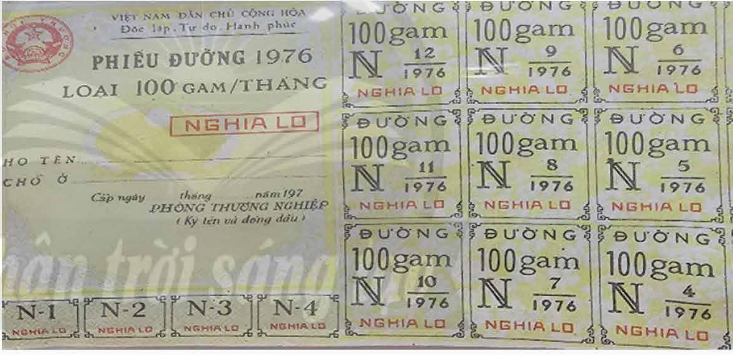 VIỆT NAM DÂN CHỦ CỘNG HÒA
Độc lập, Tự do, Hạnh phúc
PHIẾU ĐƯỜNG 1976
LOẠI 100 GAM/THÁNG
NGHIA LO
HỌ TÊN
CHỖ Ở
Cấp ngày tháng năm 197
PHÒNG THƯƠNG NGHIỆP
(Ký tên và đóng dấu)
chân trời sáng
N-1
NGHIA LO
N-2
NGHIA LO
N-3
NGHIA LO
N-4
NGHIA LO
ĐƯỜNG
100gam
N 12/1976
NGHIA LO
ĐƯỜNG
100gam
N 9/1976
NGHIA LO
ĐƯỜNG
100gam
N 6/1976
NGHIA LO
ĐƯỜNG
100gam
N 11/1976
NGHIA LO
ĐƯỜNG
100gam
N 8/1976
NGHIA LO
ĐƯỜNG
100gam
N 5/1976
NGHIA LO
ĐƯỜNG
100gam
N 10/1976
NGHIA LO
ĐƯỜNG
100gam
N 7/1976
NGHIA LO
ĐƯỜNG
100gam
N 4/1976
NGHIA LO